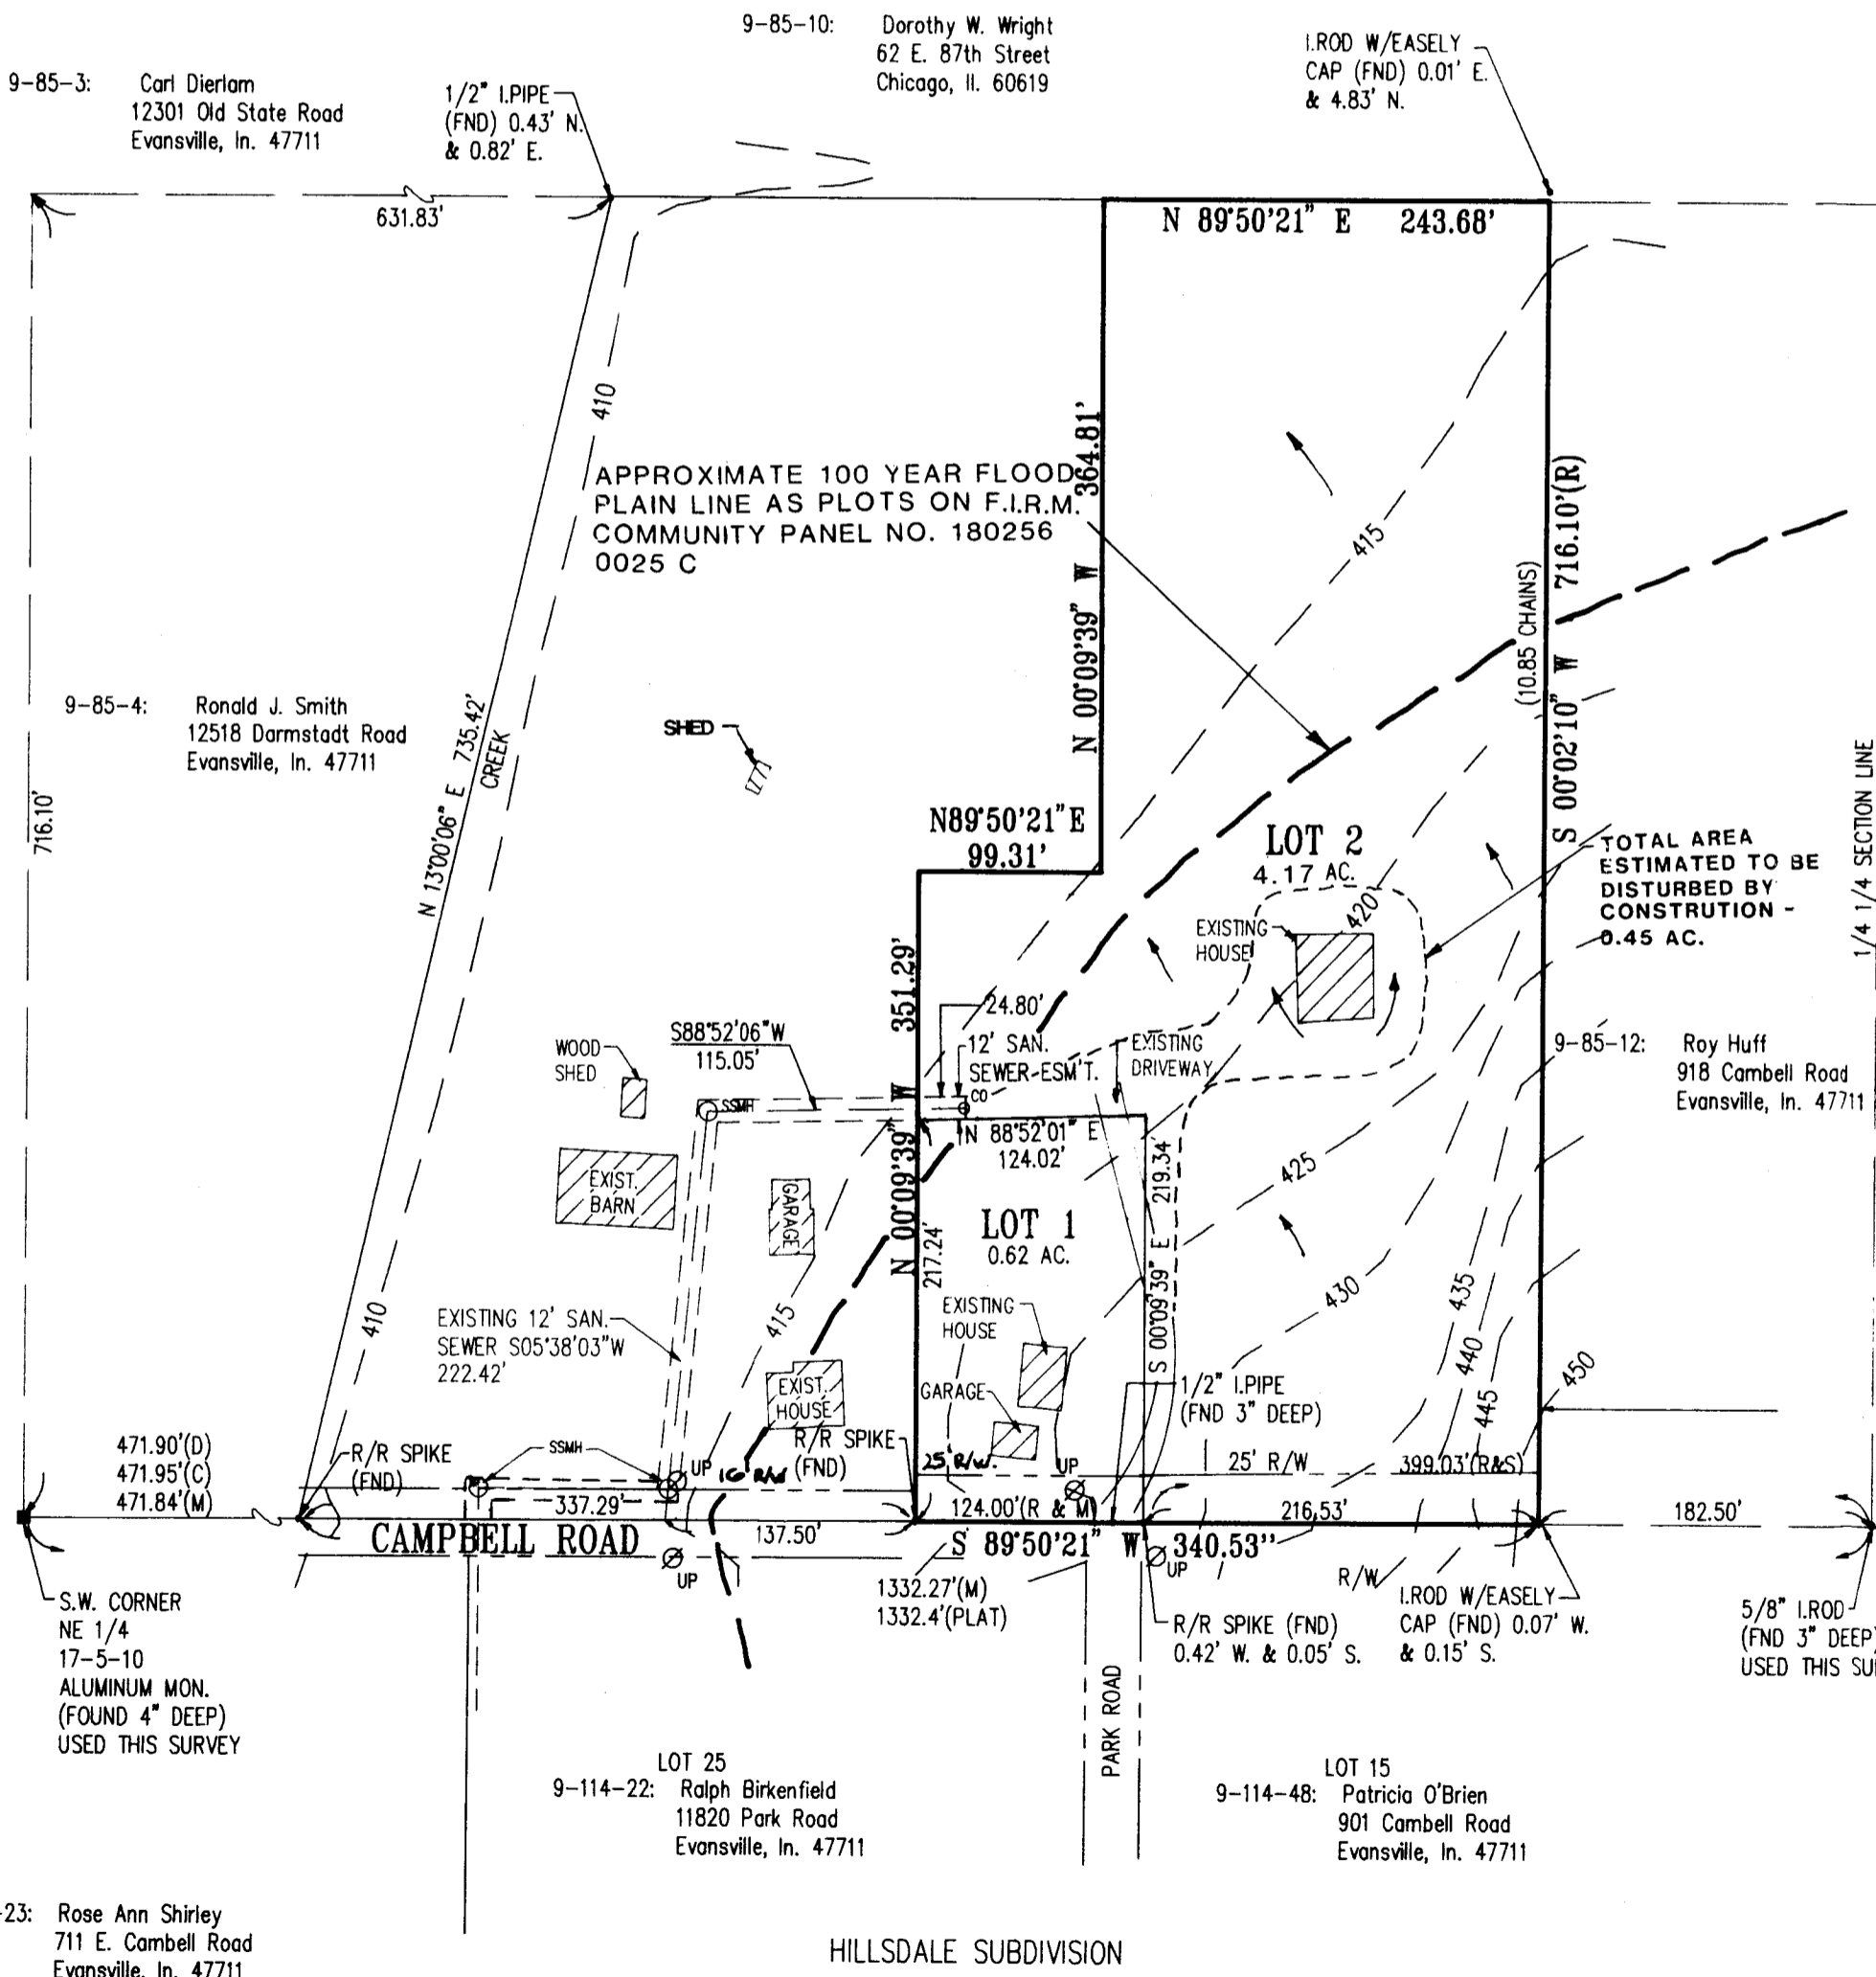 9-85-10: Dorothy W. Wright
62 E. 87th Street
Chicago, Il. 60619
I.ROD W/EASELY
CAP (FND) 0.01' E.
& 4.83' N.
9-85-3: Carl Dierlam
12301 Old State Road
Evansville, In. 47711
1/2" I.PIPE
(FND) 0.43' N.
& 0.82' E.
631.83'
N 89°50'21" E 243.68'
410
APPROXIMATE 100 YEAR FLOOD
PLAIN LINE AS PLOTS ON F.I.R.M.
COMMUNITY PANEL NO. 180256
0025 C
N 00°09'39" W 364.81'
415
(10.85 CHAINS)
S 00°02'10" W 716.10'(R)
9-85-4: Ronald J. Smith
12518 Darmstadt Road
Evansville, In. 47711
716.10'
N 13°00'06" E 735.42'
CREEK
SHED
1/4 1/4 SECTION LINE
N89°50'21"E
99.31'
LOT 2
4.17 AC.
TOTAL AREA
ESTIMATED TO BE
DISTURBED BY
CONSTRUTION -
0.45 AC.
420
EXISTING
HOUSE
N 00°09'39" W 351.29'
24.80'
S88°52'06"W
115.05'
12' SAN.
SEWER-ESM'T.
EXISTING
DRIVEWAY
WOOD
SHED
9-85-12: Roy Huff
918 Cambell Road
Evansville, In. 47711
SSMH
CO
N 88°52'01" E
124.02'
EXIST.
BARN
GARAGE
425
LOT 1
0.62 AC.
217.24'
S 00°09'39" E 219.34
EXISTING 12' SAN.
SEWER S05°38'03"W
222.42'
410
415
EXISTING
HOUSE
430
435
440
445
450
EXIST.
HOUSE
GARAGE
1/2" I.PIPE
(FND 3" DEEP)
471.90'(D)
471.95'(C)
471.84'(M)
R/R SPIKE
(FND)
SSMH
UP
16' R/W
R/R SPIKE
(FND)
25' R/W.
UP
25' R/W
399.03'(R&S)
337.29'
137.50'
124.00'(R & M)
216.53'
182.50'
CAMPBELL ROAD
S 89°50'21" W 340.53''
UP
UP
1332.27'(M)
1332.4'(PLAT)
R/W
S.W. CORNER
NE 1/4
17-5-10
ALUMINUM MON.
(FOUND 4" DEEP)
USED THIS SURVEY
R/R SPIKE (FND)
0.42' W. & 0.05' S.
I.ROD W/EASELY
CAP (FND) 0.07' W.
& 0.15' S.
5/8" I.ROD
(FND 3" DEEP)
USED THIS SU
PARK ROAD
LOT 25
9-114-22: Ralph Birkenfield
11820 Park Road
Evansville, In. 47711
LOT 15
9-114-48: Patricia O'Brien
901 Cambell Road
Evansville, In. 47711
-23: Rose Ann Shirley
711 E. Cambell Road
Evansville, In. 47711
HILLSDALE SUBDIVISION